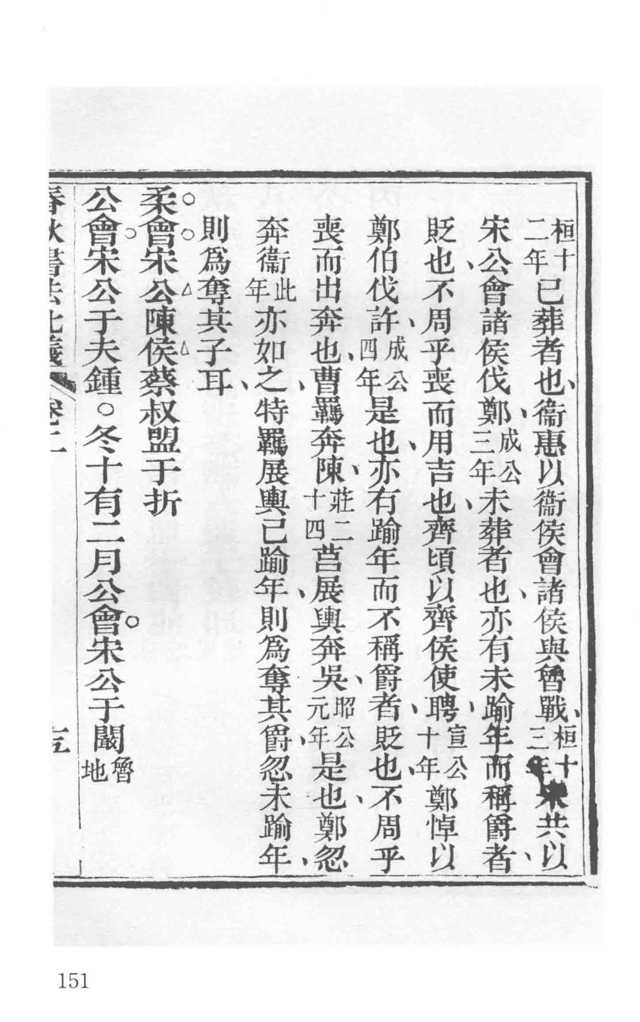 桓十二年已葬者也衞惠以衞侯會諸侯與魯戰桓十三年宋共以
宋公會諸侯伐鄭成公三年未葬者也亦有未踰年而稱爵者
貶也不周乎喪而用吉也齊頃以齊侯使聘宣公十年鄭悼以
鄭伯伐許成公四年是也亦有踰年而不稱爵者貶也不周乎
喪而出奔也曹羈奔陳莊二十四莒展輿奔吳昭公元年是也鄭忽
奔衞此年亦如之特羈展輿已踰年則爲奪其爵忽未踰年
則爲奪其子耳
柔會宋公陳侯蔡叔盟于折
公會宋公于夫鍾○冬十有二月公會宋公于闞魯地
春秋書法比義 卷二
151